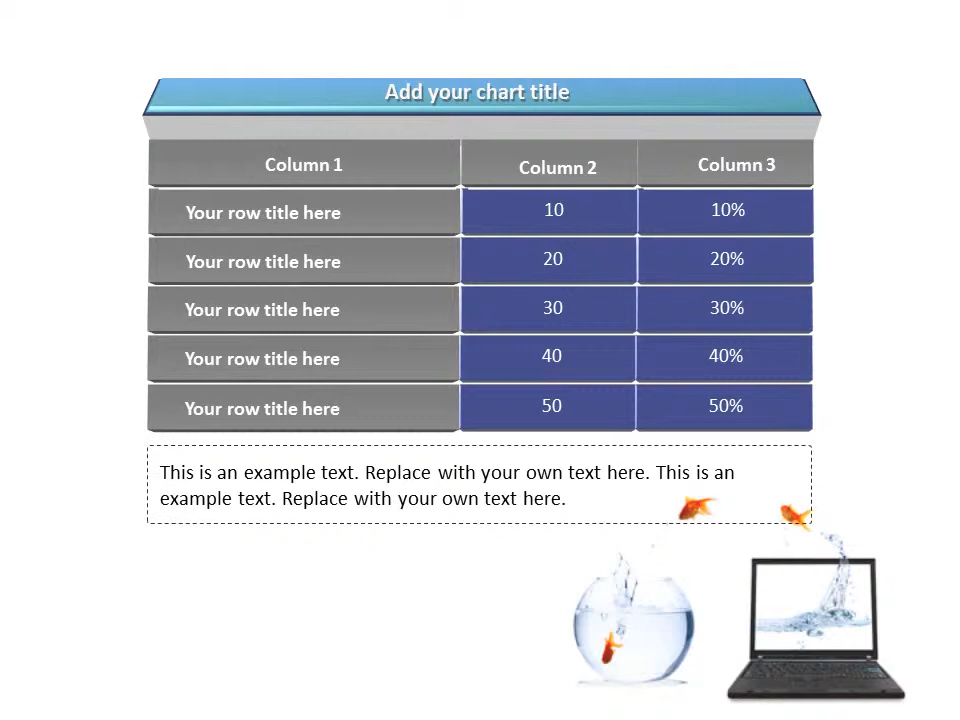 Add your chart title
Column 1 Column 2 Column 3
Your row title here 10 10%
Your row title here 20 20%
Your row title here 30 30%
Your row title here 40 40%
Your row title here 50 50%
This is an example text. Replace with your own text here. This is an
example text. Replace with your own text here.